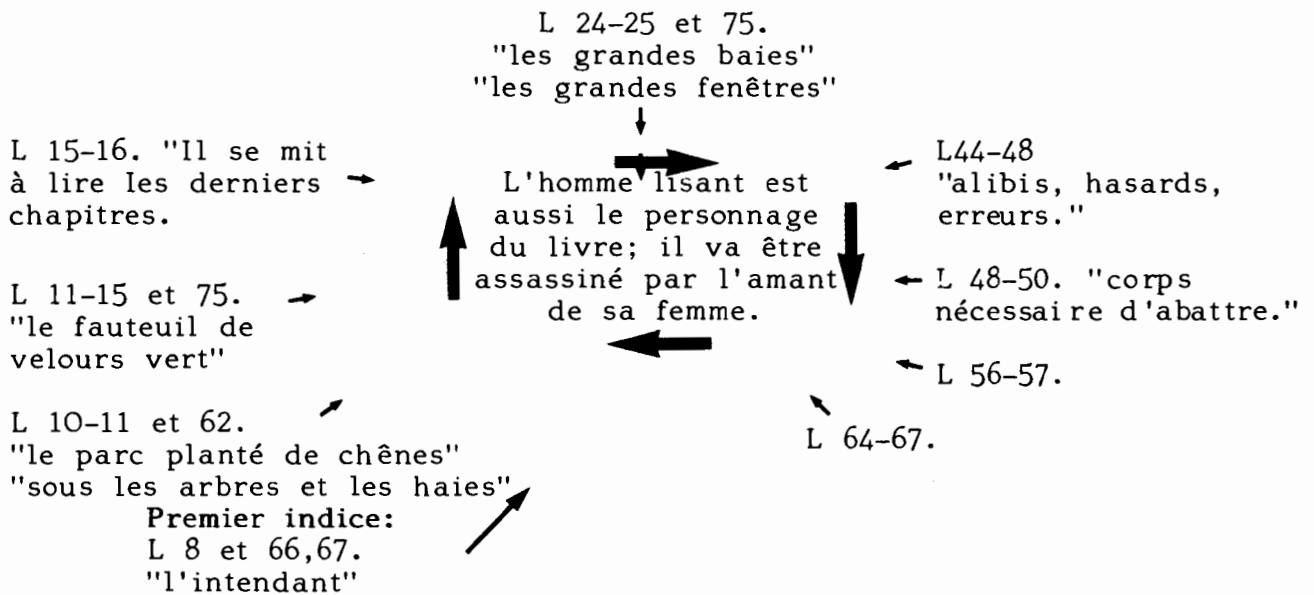 L 24-25 et 75.
"les grandes baies"
"les grandes fenêtres"
L 15-16. "Il se mit
à lire les derniers
chapitres.
L 11-15 et 75.
"le fauteuil de
velours vert"
L 10-11 et 62.
"le parc planté de chênes"
"sous les arbres et les haies"
Premier indice:
L 8 et 66,67.
"l'intendant"
L'homme lisant est
aussi le personnage
du livre; il va être
assassiné par l'amant
de sa femme.
L44-48
"alibis, hasards,
erreurs."
L 48-50. "corps
nécessaire d'abattre."
L 56-57.
L 64-67.